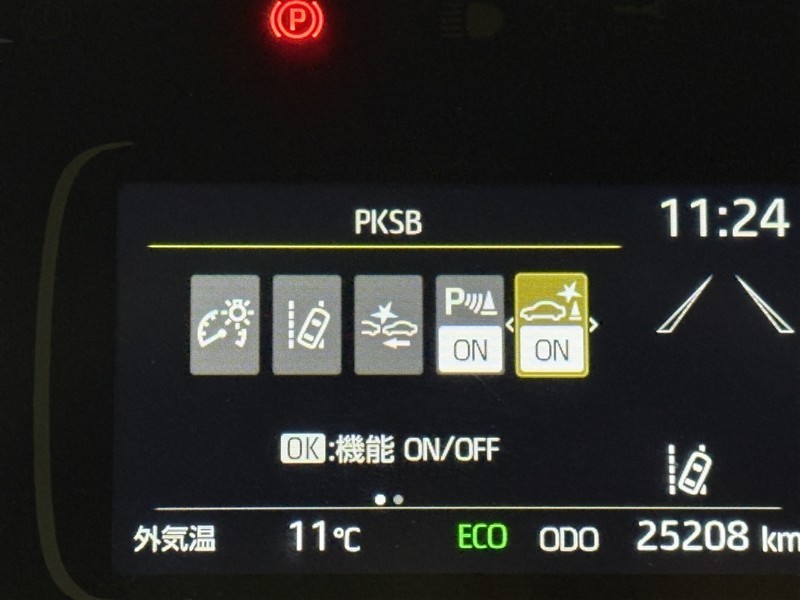 P
PKSB
11:24
P
ON
ON
OK:機能 ON/OFF
外気温 11℃ ECO ODO 25208 km